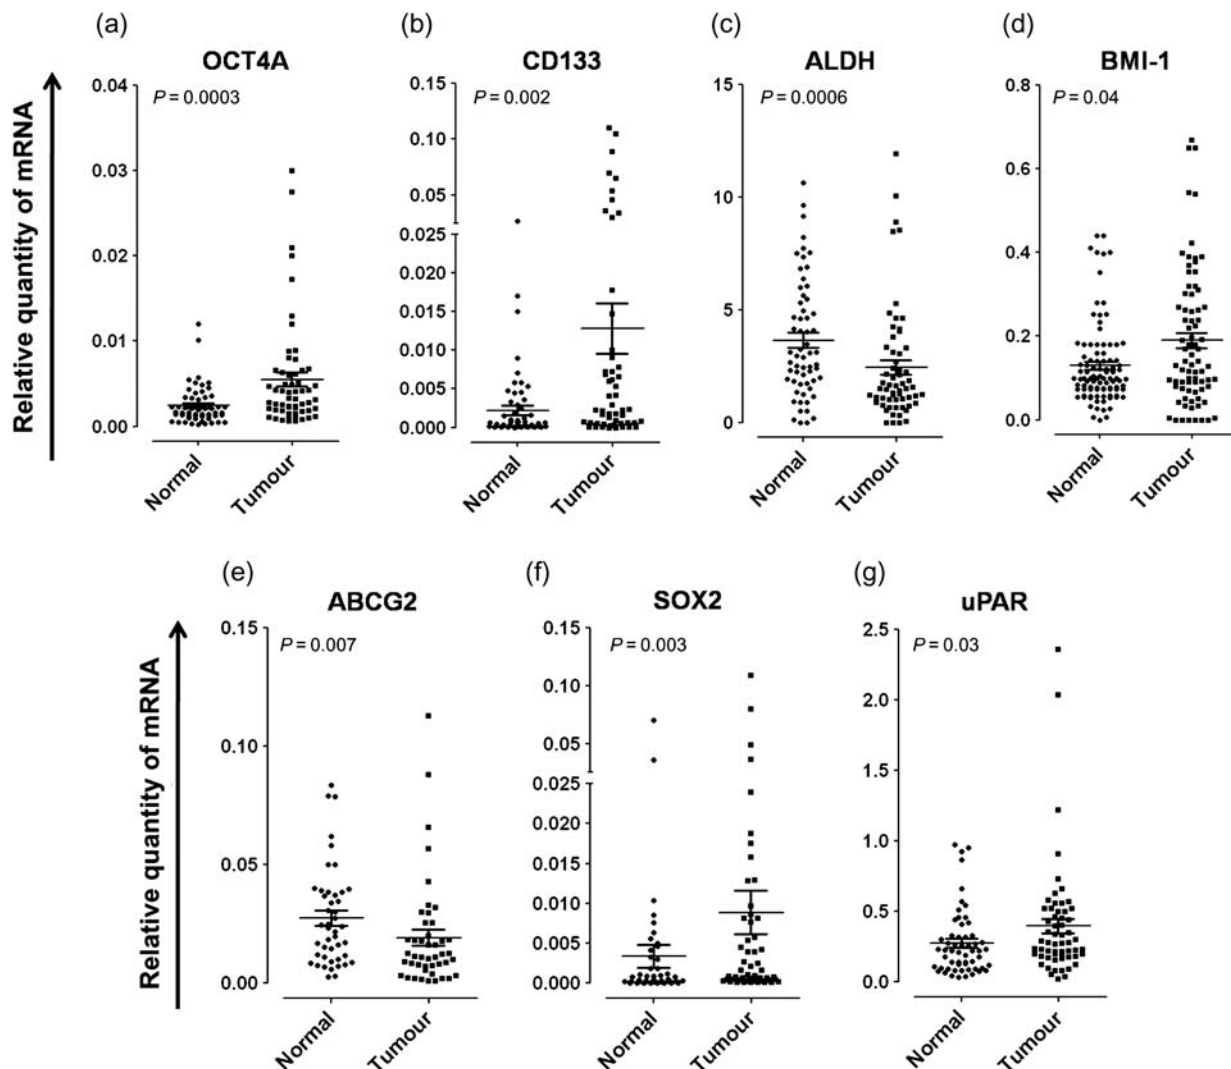 (a)
OCT4A
P = 0.0003
0.04
0.03
0.02
0.01
0.00
Normal
Tumour
Relative quantity of mRNA
(b)
CD133
P = 0.002
0.15
0.10
0.05
0.025
0.020
0.015
0.010
0.005
0.000
Normal
Tumour
(c)
ALDH
P = 0.0006
15
10
5
0
Normal
Tumour
(d)
BMI-1
P = 0.04
0.8
0.6
0.4
0.2
0.0
Normal
Tumour
(e)
ABCG2
P = 0.007
0.15
0.10
0.05
0.00
Normal
Tumour
Relative quantity of mRNA
(f)
SOX2
P = 0.003
0.15
0.10
0.05
0.025
0.020
0.015
0.010
0.005
0.000
Normal
Tumour
(g)
uPAR
P = 0.03
2.5
2.0
1.5
1.0
0.5
0.0
Normal
Tumour